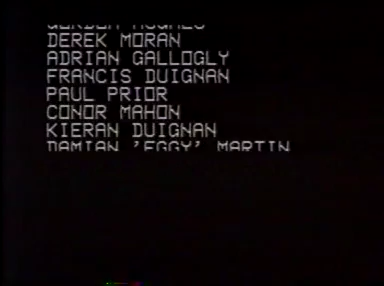 DEREK MORAN
ADRIAN GALLOGLY
FRANCIS DUIGNAN
PAUL PRIOR
CONOR MAHON
KIERAN DUIGNAN
DAMIAN 'EGGY' MARTIN